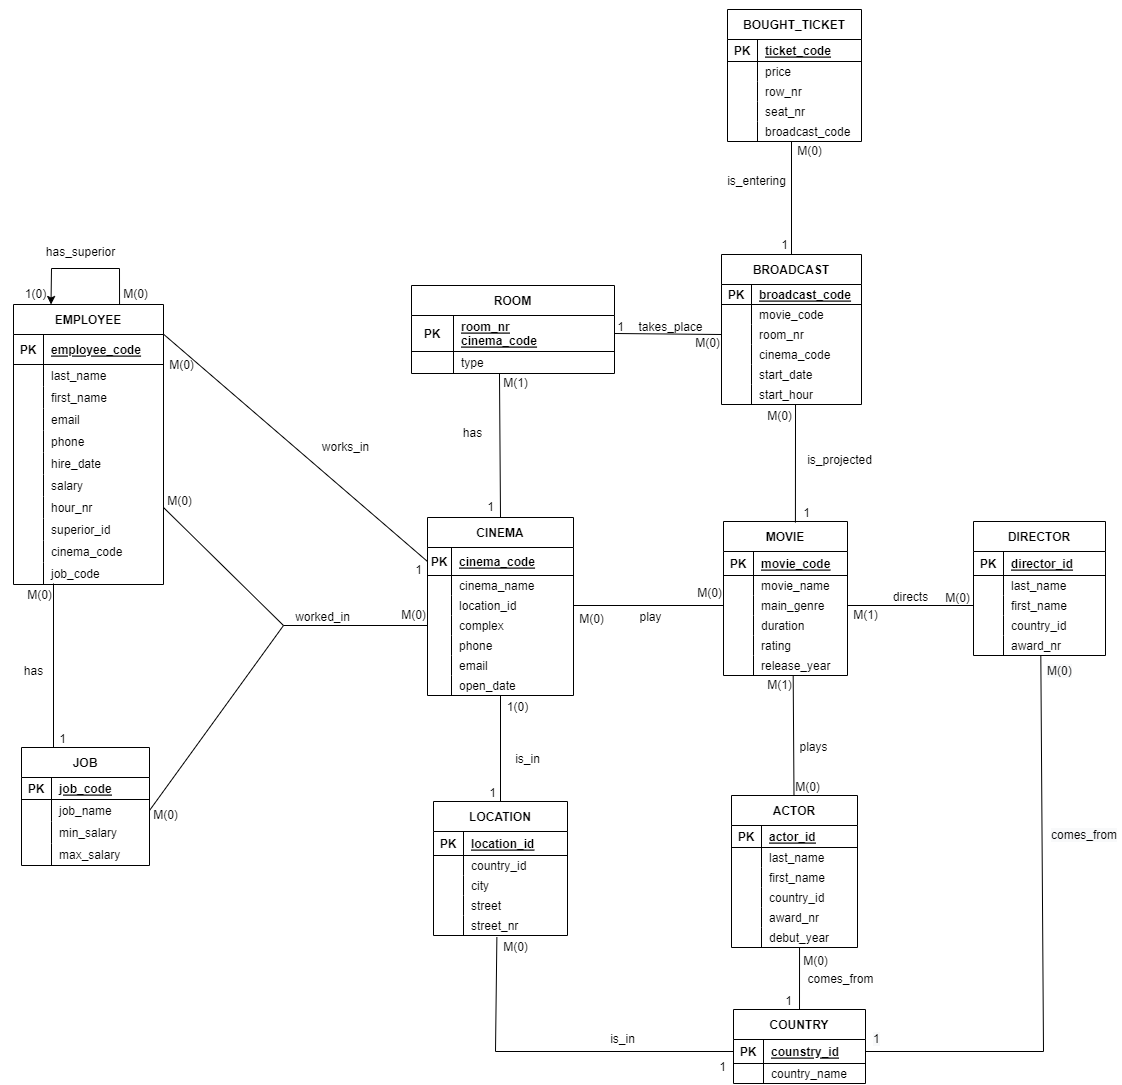 BOUGHT_TICKET
PK ticket_code
price
row_nr
seat_nr
broadcast_code
M(0)
is_entering
1
has_superior
1(0) M(0)
EMPLOYEE
PK employee_code
last_name
first_name
email
phone
hire_date
salary
hour_nr
superior_id
cinema_code
job_code
M(0)
M(0)
M(0)
works_in
1
ROOM
PK room_nr
cinema_code
type
1 takes_place
M(0)
M(1)
has
1
BROADCAST
PK broadcast_code
movie_code
room_nr
cinema_code
start_date
start_hour
M(0)
is_projected
1
CINEMA
PK cinema_code
cinema_name
location_id
complex
phone
email
open_date
worked_in M(0)
M(0) play M(0)
MOVIE
PK movie_code
movie_name
main_genre
duration
rating
release_year
M(1) directs M(0)
DIRECTOR
PK director_id
last_name
first_name
country_id
award_nr
M(0)
has
1
JOB
PK job_code
job_name
min_salary
max_salary
M(0)
1(0)
is_in
1
LOCATION
PK location_id
country_id
city
street
street_nr
M(0)
is_in
1
M(1)
plays
M(0)
ACTOR
PK actor_id
last_name
first_name
country_id
award_nr
debut_year
M(0)
comes_from
1
comes_from
1
COUNTRY
PK counstry_id
country_name